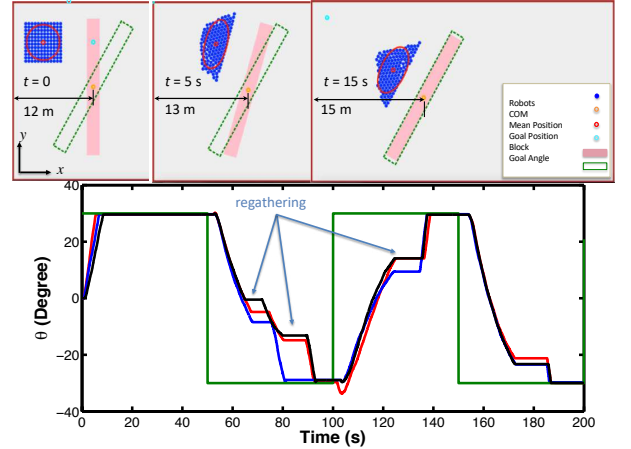 t = 0
12 m
y
x
t = 5 s
13 m
t = 15 s
15 m
Robots
COM
Mean Position
Goal Position
Block
Goal Angle
regathering
40
20
0
−20
−40
θ (Degree)
0 20 40 60 80 100 120 140 160 180 200
Time (s)